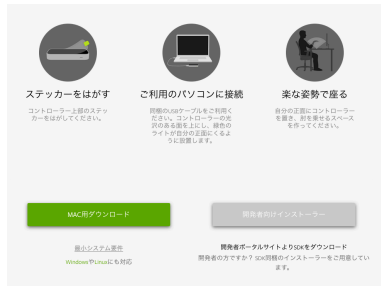 ステッカーをはがす
コントローラー上部のステッ
カーをはがしてください。
ご利用のパソコンに接続
同梱のUSBケーブルをご利用く
ださい。コントローラーの光
沢のある面を上にし、緑色の
ライトが自分の正面にくるよ
うに設置します。
楽な姿勢で座る
自分の正面にコントローラー
を置き、肘を乗せるスペース
を作ってください。
MAC用ダウンロード
最小システム要件
WindowsやLinuxにも対応
開発者向けインストーラー
開発者ポータルサイトよりSDKをダウンロード
開発者の方ですか？ SDK同梱のインストーラーをご用意してい
ます。